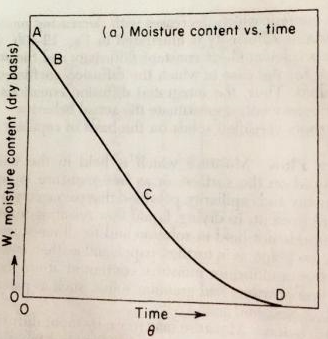 A
(a) Moisture content vs. time
B
W, moisture content (dry basis)
C
O
D
O
Time
θ